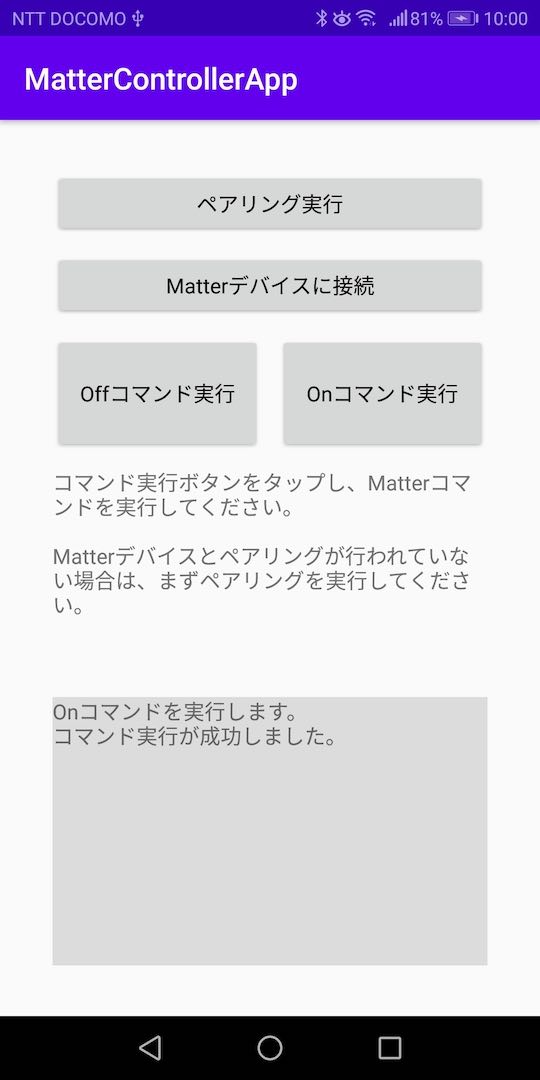 NTT DOCOMO 81% 10:00
MatterControllerApp
ペアリング実行
Matterデバイスに接続
Offコマンド実行 Onコマンド実行
コマンド実行ボタンをタップし、Matterコマ
ンドを実行してください。
Matterデバイスとペアリングが行われていな
い場合は、まずペアリングを実行してくださ
い。
Onコマンドを実行します。
コマンド実行が成功しました。